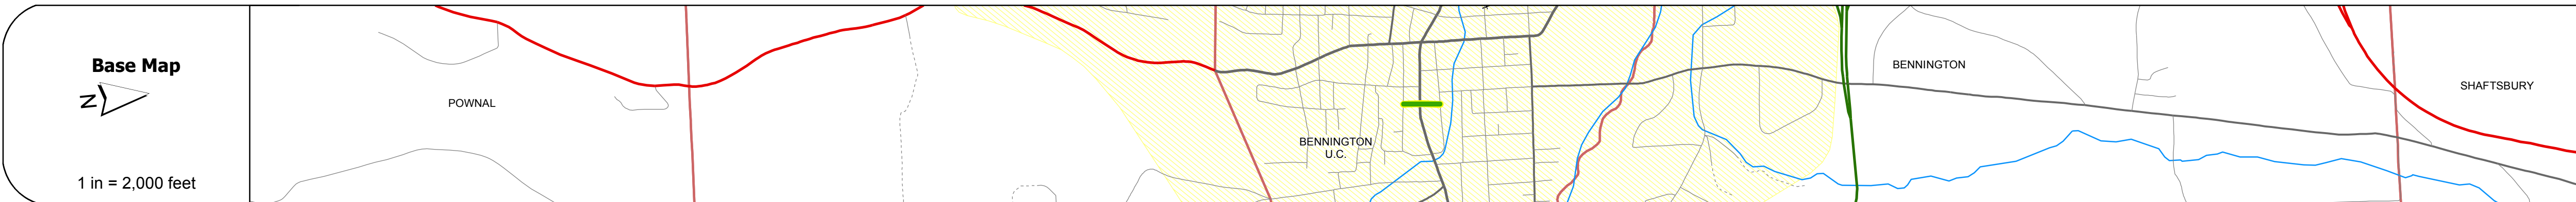 Base Map
N
1 in = 2,000 feet
POWNAL
BENNINGTON
U.C.
BENNINGTON
SHAFTSBURY